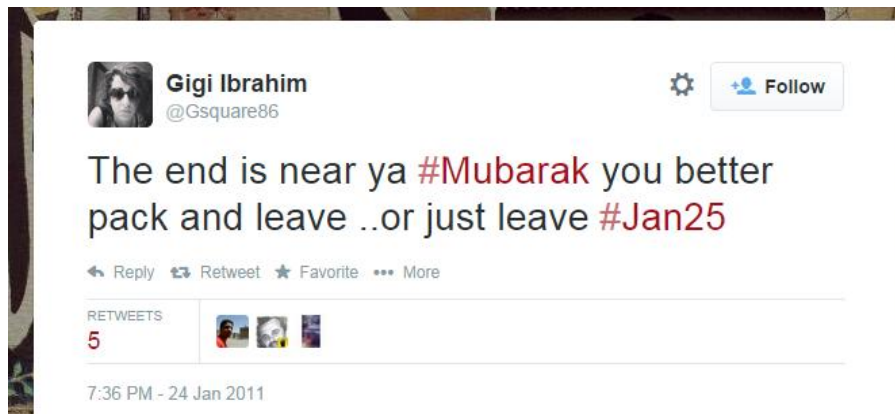 Gigi Ibrahim
@Gsquare86
Follow
The end is near ya #Mubarak you better
pack and leave ..or just leave #Jan25
Reply Retweet Favorite More
RETWEETS
5
7:36 PM - 24 Jan 2011